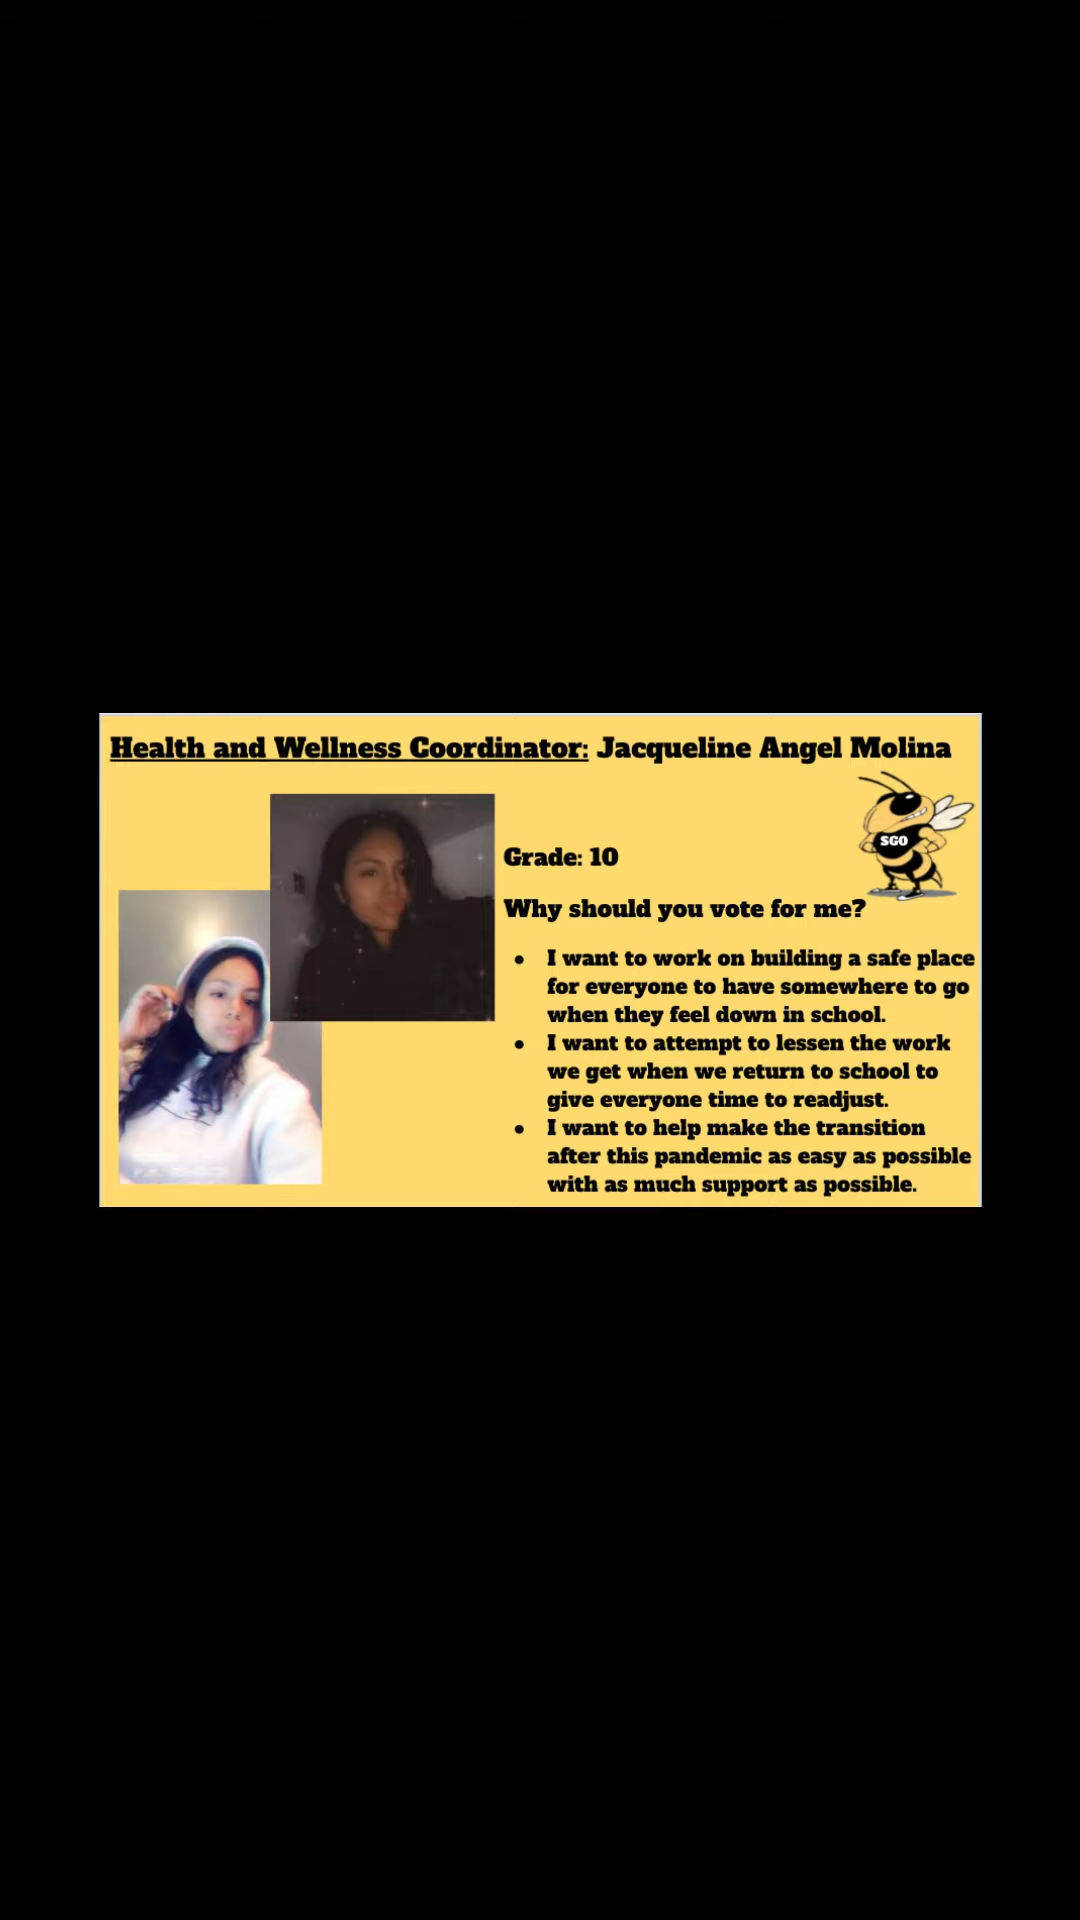 Health and Wellness Coordinator: Jacqueline Angel Molina
SGO
Grade: 10
Why should you vote for me?
● I want to work on building a safe place
for everyone to have somewhere to go
when they feel down in school.
● I want to attempt to lessen the work
we get when we return to school to
give everyone time to readjust.
● I want to help make the transition
after this pandemic as easy as possible
with as much support as possible.